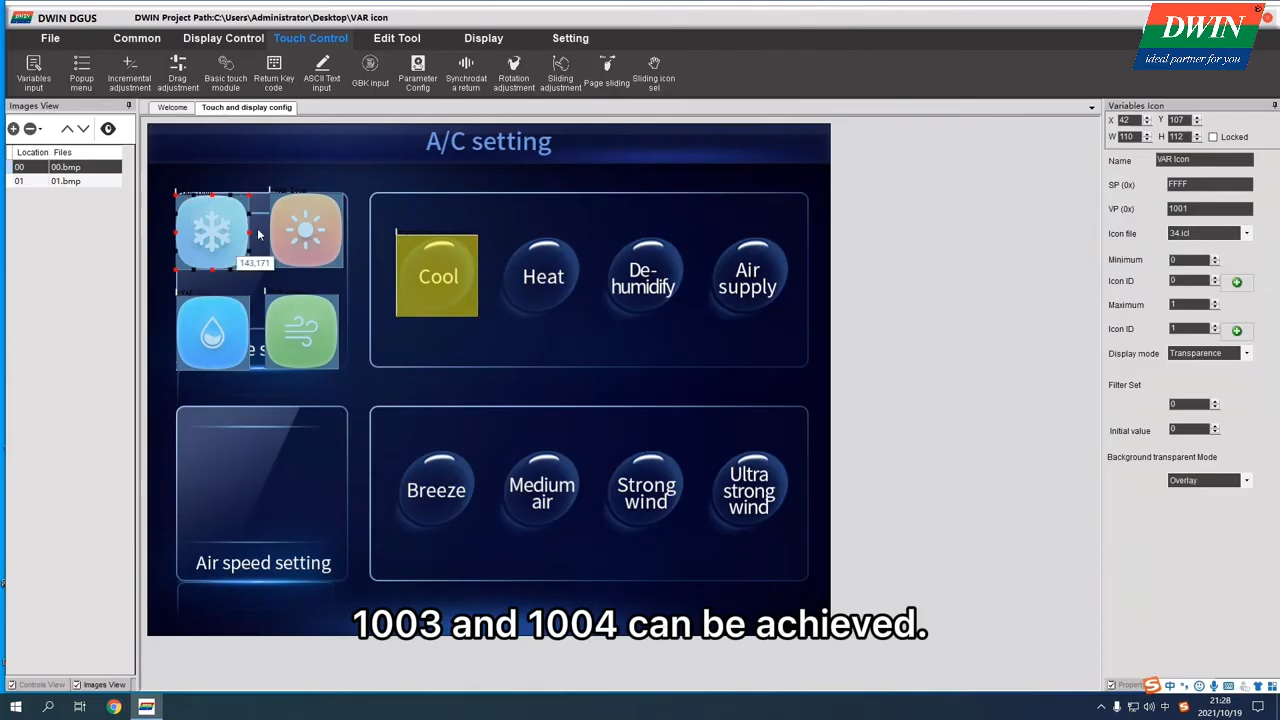 DWIN DGUS
DWIN Project Path:C:\Users\Administrator\Desktop\VAR icon
DWIN
ideal partner for you
File
Common
Display Control
Touch Control
Edit Tool
Display
Setting
Variables input
Popup menu
Incremental adjustment
Drag adjustment
Basic touch module
Return Key code
ASCII Text input
GBK input
Parameter Config
Synchrodat a return
Rotation adjustment
Sliding adjustment
Page sliding
Sliding icon sel
Images View
Welcome
Touch and display config
Variables Icon
Location Files
00 00.bmp
01 01.bmp
X 42 Y 107
W 110 H 112 Locked
Name VAR Icon
SP (0x) FFFF
VP (0x) 1001
Icon file 34.icl
Minimum 0
Icon ID 0
Maximum 1
Icon ID 1
Display mode Transparence
Filter Set
0
Initial value 0
Background transparent Mode
Overlay
A/C setting
143,171
Cool
Heat
De-
humidify
Air
supply
Breeze
Medium
air
Strong
wind
Ultra
strong
wind
Air speed setting
1003 and 1004 can be achieved.
Controls View
Images View
中
中
21:28
2021/10/19